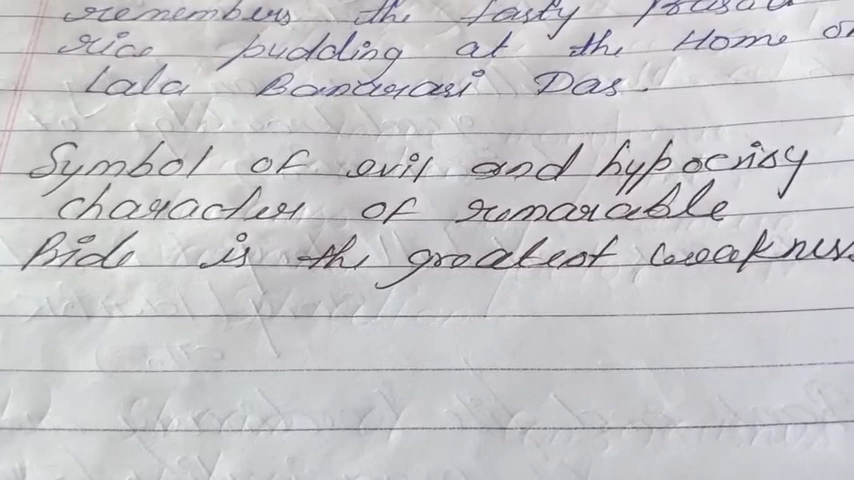 remembers the tasty
rice pudding at the Home
Lala Banarasi Das.
Symbol of evil and hypocrisy
character of remarable
Pride is the greatest weakness